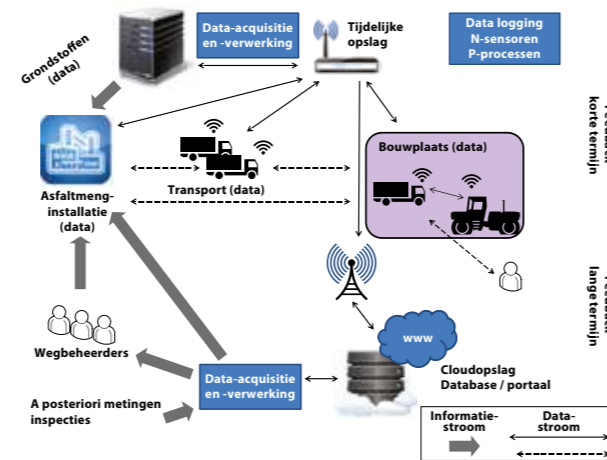 Data-acquisitie
en -verwerking
Tijdelijke
opslag
Data logging
N-sensoren
P-processen
Grondstoffen
(data)
korte termijn
Bouwplaats (data)
Transport (data)
Asfaltmeng-
installatie
(data)
lange termijn
www
Wegbeheerders
Data-acquisitie
en -verwerking
Cloudopslag
Database / portaal
A posteriori metingen
inspecties
Informatie-
stroom
Data-
stroom